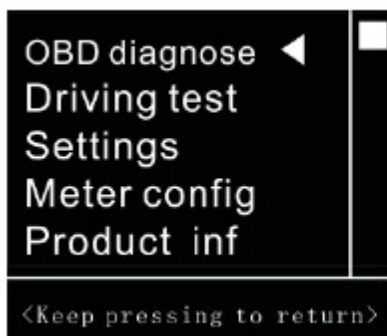 OBD diagnose
Driving test
Settings
Meter config
Product inf
<Keep pressing to return>